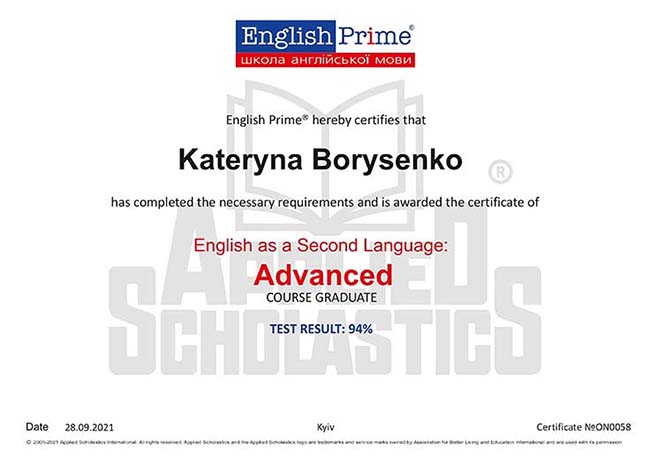 English Prime®
школа англійської мови
English Prime® hereby certifies that
Kateryna Borysenko
has completed the necessary requirements and is awarded the certificate of
English as a Second Language:
Advanced
COURSE GRADUATE
TEST RESULT: 94%
APPLIED
SCHOLASTICS
®
Date 28.09.2021 Kyiv Certificate №ON0058
© 2005-2021 Applied Scholastics International. All rights reserved. Applied Scholastics and the Applied Scholastics logo are trademarks and service marks owned by Association for Better Living and Education International and are used with its permission.